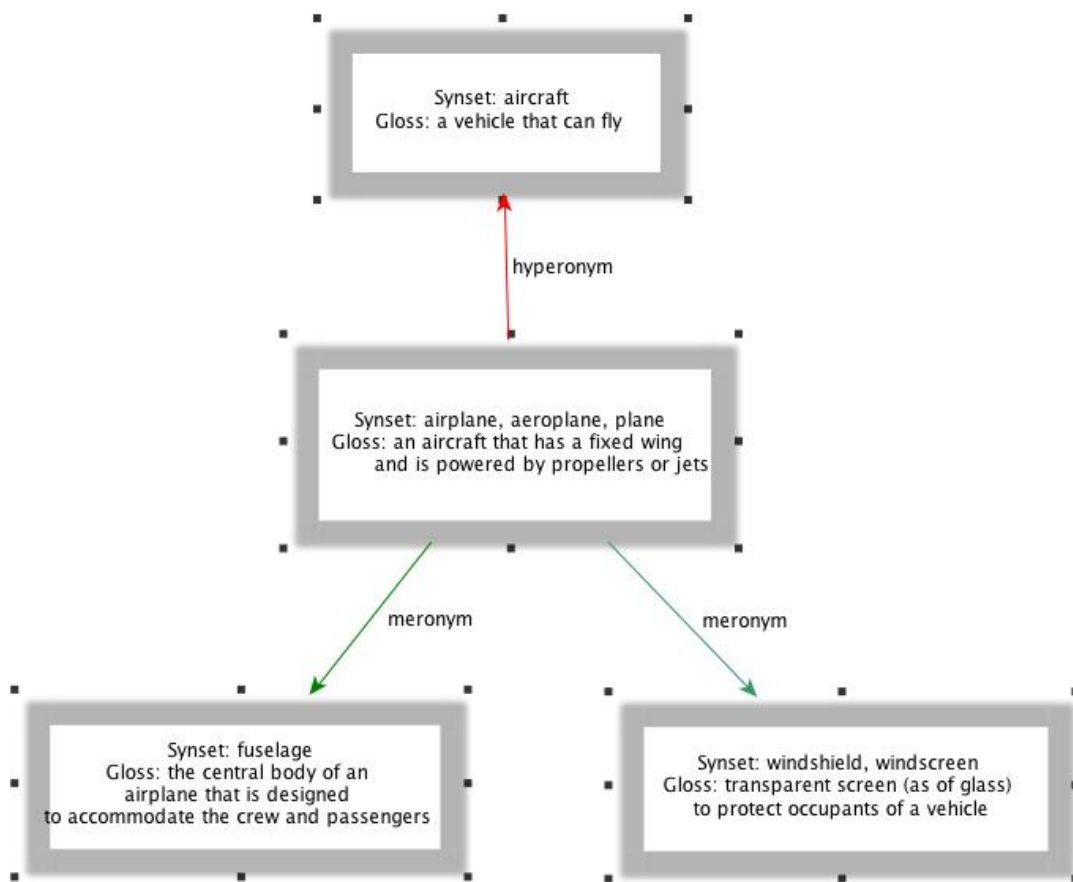 Synset: aircraft
Gloss: a vehicle that can fly
hyperonym
Synset: airplane, aeroplane, plane
Gloss: an aircraft that has a fixed wing
and is powered by propellers or jets
meronym
meronym
Synset: fuselage
Gloss: the central body of an
airplane that is designed
to accommodate the crew and passengers
Synset: windshield, windscreen
Gloss: transparent screen (as of glass)
to protect occupants of a vehicle